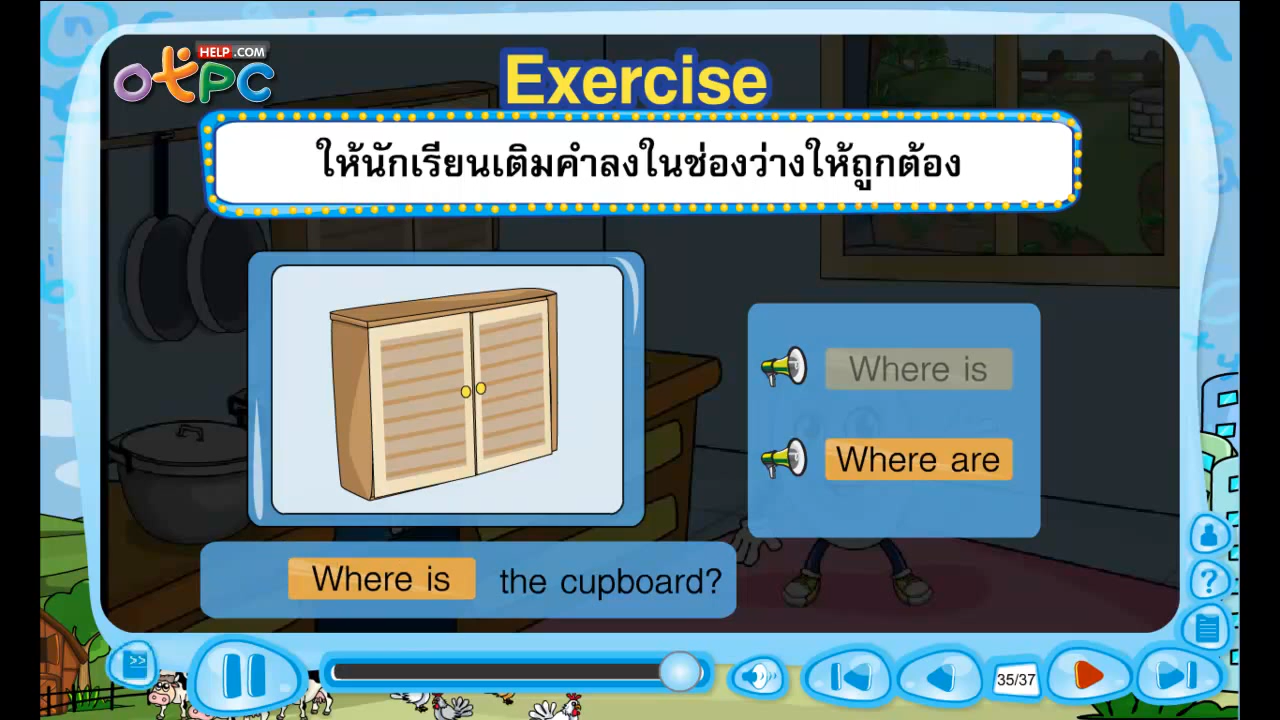 HELP.COM
OTPC
Exercise
ให้นักเรียนเติมคำลงในช่องว่างให้ถูกต้อง
Where is
Where are
Where is the cupboard?
>>
?
35/37